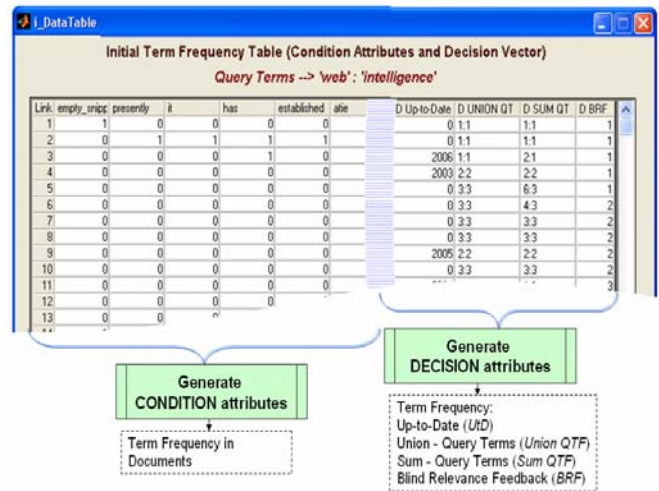 i_DataTable
Initial Term Frequency Table (Condition Attributes and Decision Vector)
Query Terms --> 'web' : 'intelligence'
Link empty_snipp presently it has established D Up-to-Date D UNION QT D SUM QT D BRF
1 1 0 0 0 0 0 1:1 1:1 1
2 0 1 1 1 1 0 1:1 1:1 1
3 0 0 0 1 0 2006 1:1 2:1 1
4 0 0 0 0 0 2003 2:2 2:2 1
5 0 0 0 0 0 0 3:3 6:3 1
6 0 0 0 0 0 0 3:3 4:3 2
7 0 0 0 0 0 0 3:3 3:3 2
8 0 0 0 0 0 0 3:3 3:3 2
9 0 0 0 0 0 2005 2:2 2:2 2
10 0 0 0 0 0 0 3:3 3:3 2
11 0 0 0 0 0 3
12 0 0 0 0
13 0 0
Generate
CONDITION attributes
Term Frequency in
Documents
Generate
DECISION attributes
Term Frequency:
Up-to-Date (UtD)
Union - Query Terms (Union QTF)
Sum - Query Terms (Sum QTF)
Blind Relevance Feedback (BRF)